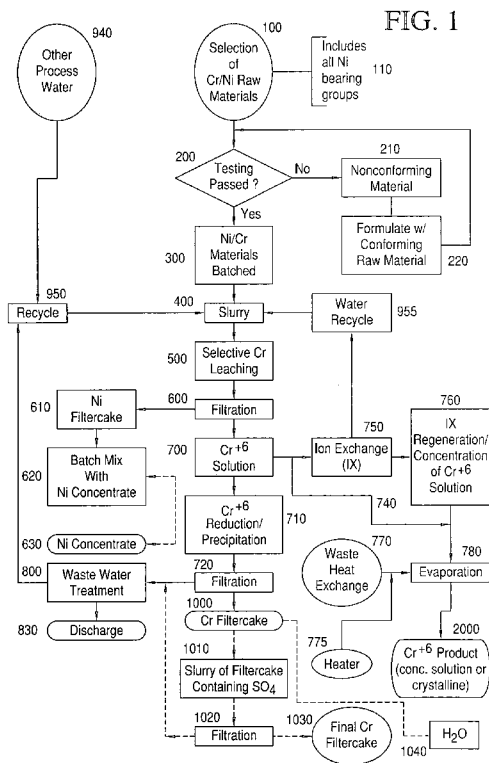 FIG. 1
940
Other
Process
Water
100
Selection
of
Cr/Ni Raw
Materials
Includes
all Ni
bearing
groups
110
200
Testing
Passed ?
No
Yes
210
Nonconforming
Material
Formulate w/
Conforming
Raw Material
220
300
Ni/Cr
Materials
Batched
950
Recycle
400
Slurry
Water
Recycle
955
500
Selective Cr
Leaching
600
Filtration
610
Ni
Filtercake
620
Batch Mix
With
Ni Concentrate
630
Ni Concentrate
700
Cr+6
Solution
750
Ion Exchange
(IX)
760
IX
Regeneration/
Concentration
of Cr+6
Solution
740
Cr+6
Reduction/
Precipitation
710
720
Filtration
770
Waste
Heat
Exchange
780
Evaporation
775
Heater
800
Waste Water
Treatment
830
Discharge
1000
Cr Filtercake
1010
Slurry of Filtercake
Containing SO4
1020
Filtration
1030
Final Cr
Filtercake
2000
Cr+6 Product
(conc. solution or
crystalline)
1040
H2O